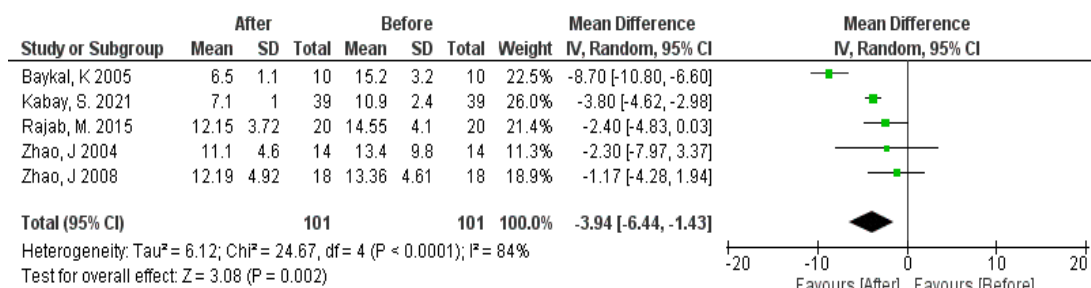 After Before Mean Difference Mean Difference
Study or Subgroup Mean SD Total Mean SD Total Weight IV, Random, 95% CI IV, Random, 95% CI
Baykal, K 2005 6.5 1.1 10 15.2 3.2 10 22.5% -8.70 [-10.80, -6.60]
Kabay, S. 2021 7.1 1 39 10.9 2.4 39 26.0% -3.80 [-4.62, -2.98]
Rajab, M. 2015 12.15 3.72 20 14.55 4.1 20 21.4% -2.40 [-4.83, 0.03]
Zhao, J 2004 11.1 4.6 14 13.4 9.8 14 11.3% -2.30 [-7.97, 3.37]
Zhao, J 2008 12.19 4.92 18 13.36 4.61 18 18.9% -1.17 [-4.28, 1.94]
Total (95% CI) 101 101 100.0% -3.94 [-6.44, -1.43]
Heterogeneity: Tau² = 6.12; Chi² = 24.67, df = 4 (P < 0.0001); I² = 84%
Test for overall effect: Z = 3.08 (P = 0.002)
-20 -10 0 10 20
Favours [After] Favours [Before]